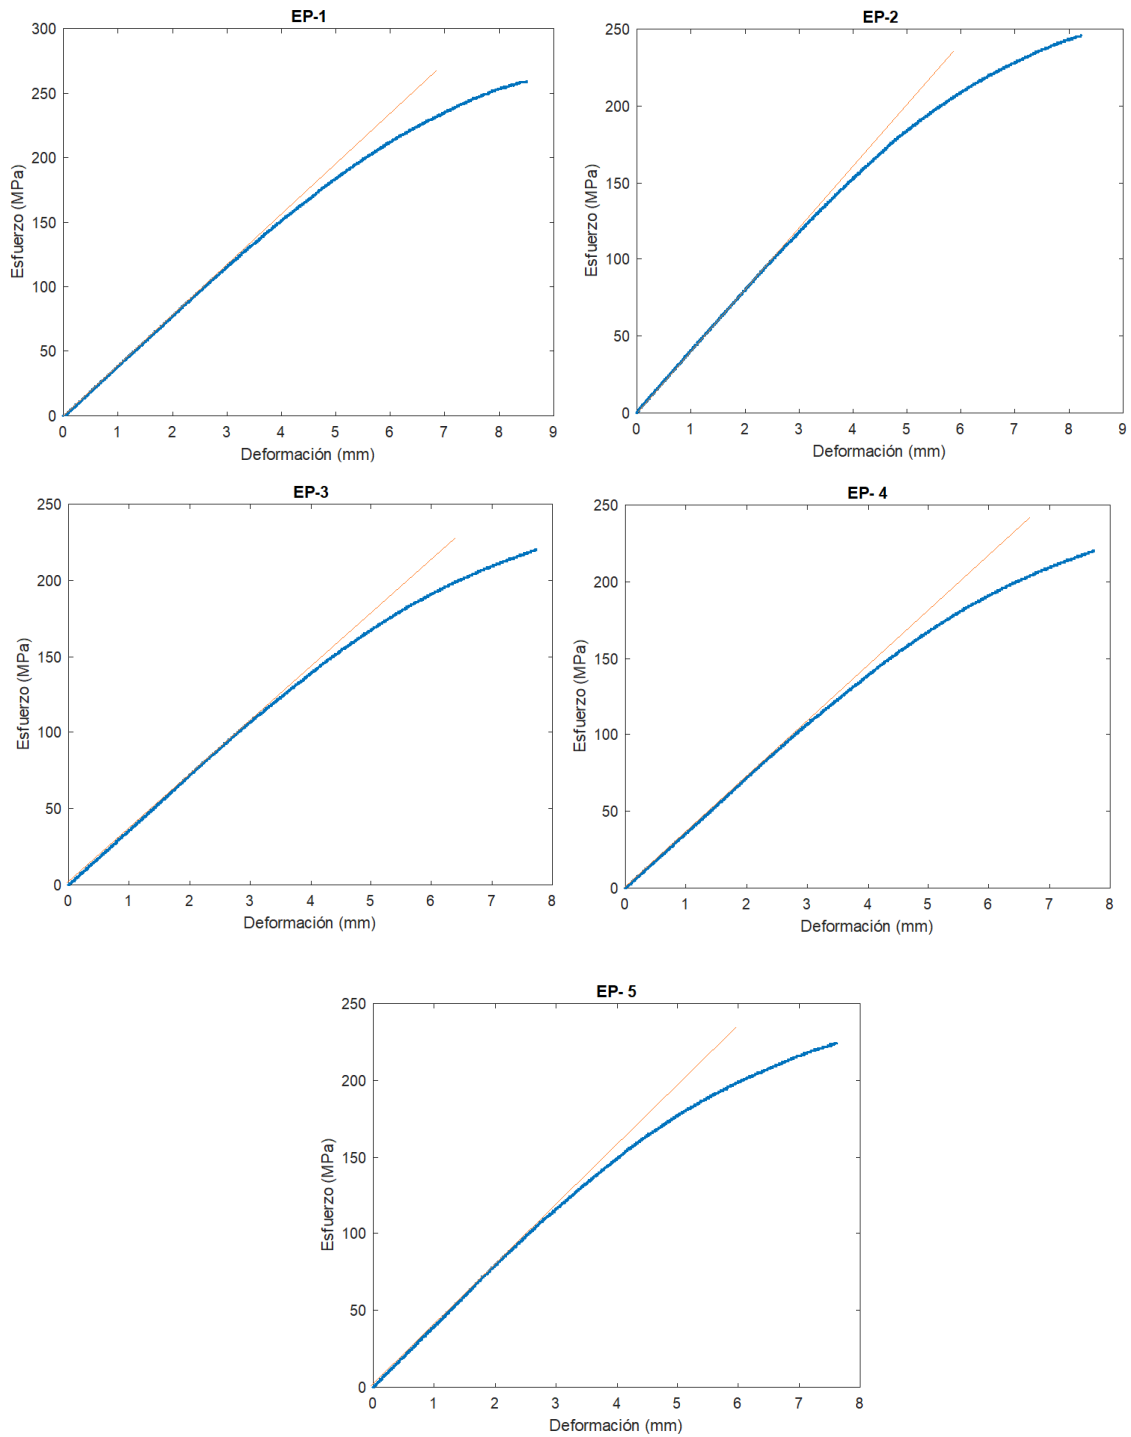 EP-1
300
250
200
150
100
50
0
Esfuerzo (MPa)
0 1 2 3 4 5 6 7 8 9
Deformación (mm)
EP-2
250
200
150
100
50
0
Esfuerzo (MPa)
0 1 2 3 4 5 6 7 8 9
Deformación (mm)
EP-3
250
200
150
100
50
0
Esfuerzo (MPa)
0 1 2 3 4 5 6 7 8
Deformación (mm)
EP- 4
250
200
150
100
50
0
Esfuerzo (MPa)
0 1 2 3 4 5 6 7 8
Deformación (mm)
EP- 5
250
200
150
100
50
0
Esfuerzo (MPa)
0 1 2 3 4 5 6 7 8
Deformación (mm)